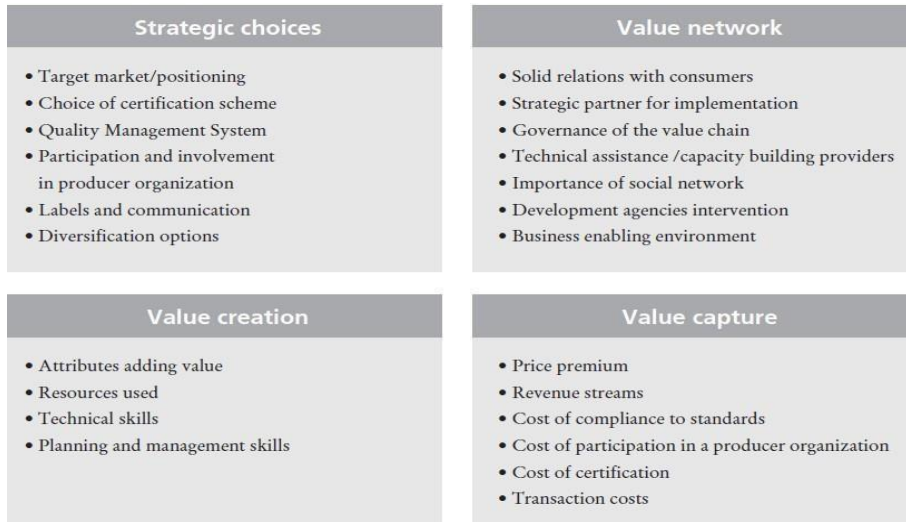 Strategic choices
• Target market/positioning
• Choice of certification scheme
• Quality Management System
• Participation and involvement
in producer organization
• Labels and communication
• Diversification options
Value network
• Solid relations with consumers
• Strategic partner for implementation
• Governance of the value chain
• Technical assistance /capacity building providers
• Importance of social network
• Development agencies intervention
• Business enabling environment
Value creation
• Attributes adding value
• Resources used
• Technical skills
• Planning and management skills
Value capture
• Price premium
• Revenue streams
• Cost of compliance to standards
• Cost of participation in a producer organization
• Cost of certification
• Transaction costs